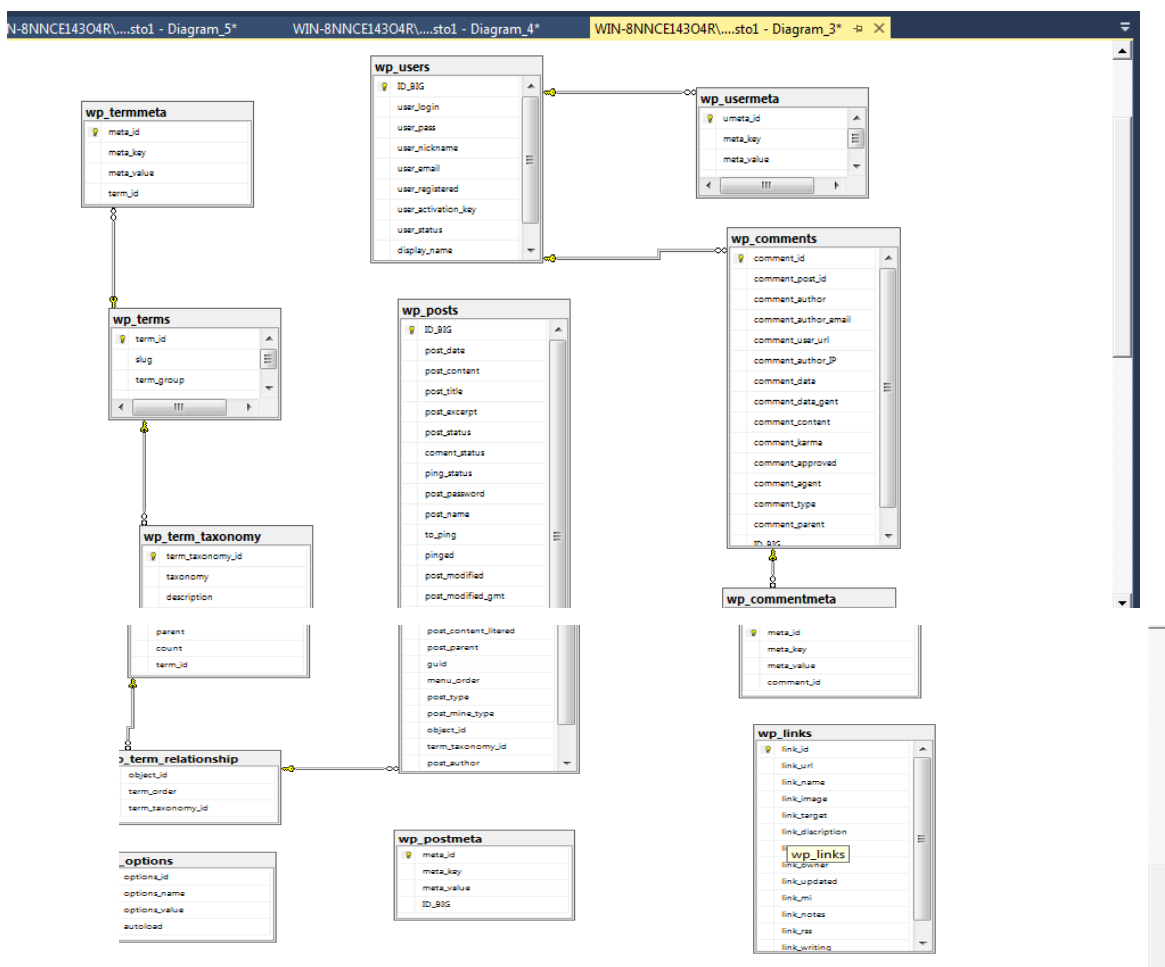 N-8NNCE143O4R\....sto1 - Diagram_5*
WIN-8NNCE143O4R\....sto1 - Diagram_4*
WIN-8NNCE143O4R\....sto1 - Diagram_3*
wp_users
ID_BIG
user_login
user_pass
user_nickname
user_email
user_registered
user_activation_key
user_status
display_name
wp_usermeta
umeta_id
meta_key
meta_value
wp_termmeta
meta_id
meta_key
meta_value
term_id
wp_terms
term_id
slug
term_group
wp_posts
ID_BIG
post_date
post_content
post_title
post_excerpt
post_status
coment_status
ping_status
post_password
post_name
to_ping
pinged
post_modified
post_modified_gmt
wp_comments
comment_id
comment_post_id
comment_author
comment_author_email
comment_user_url
comment_author_IP
comment_data
comment_data_gent
comment_content
comment_karma
comment_approved
comment_agent
comment_type
comment_parent
ID_BIG
wp_term_taxonomy
term_taxonomy_id
taxonomy
description
wp_commentmeta
parent
count
term_id
post_content_litered
post_parent
guid
menu_order
post_type
post_mine_type
object_id
term_taxonomy_id
post_author
meta_id
meta_key
meta_value
comment_id
_term_relationship
object_id
term_order
term_taxonomy_id
_options
options_id
options_name
options_value
autoload
wp_postmeta
meta_id
meta_key
meta_value
ID_BIG
wp_links
link_id
link_url
link_name
link_image
link_target
link_discription
wp_links
link_owner
link_updated
link_mi
link_notes
link_rss
link_writing